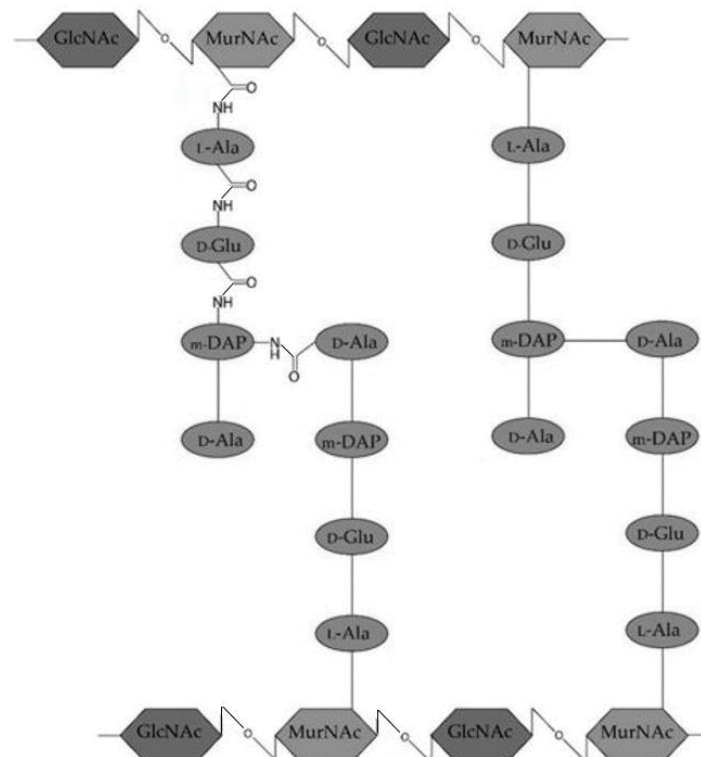 GlcNAc O MurNAc O GlcNAc O MurNAc
O
NH
L-Ala L-Ala
O
NH
D-Glu D-Glu
O
NH
m-DAP N H D-Ala m-DAP D-Ala
O
D-Ala m-DAP D-Ala m-DAP
D-Glu D-Glu
L-Ala L-Ala
GlcNAc O MurNAc O GlcNAc O MurNAc